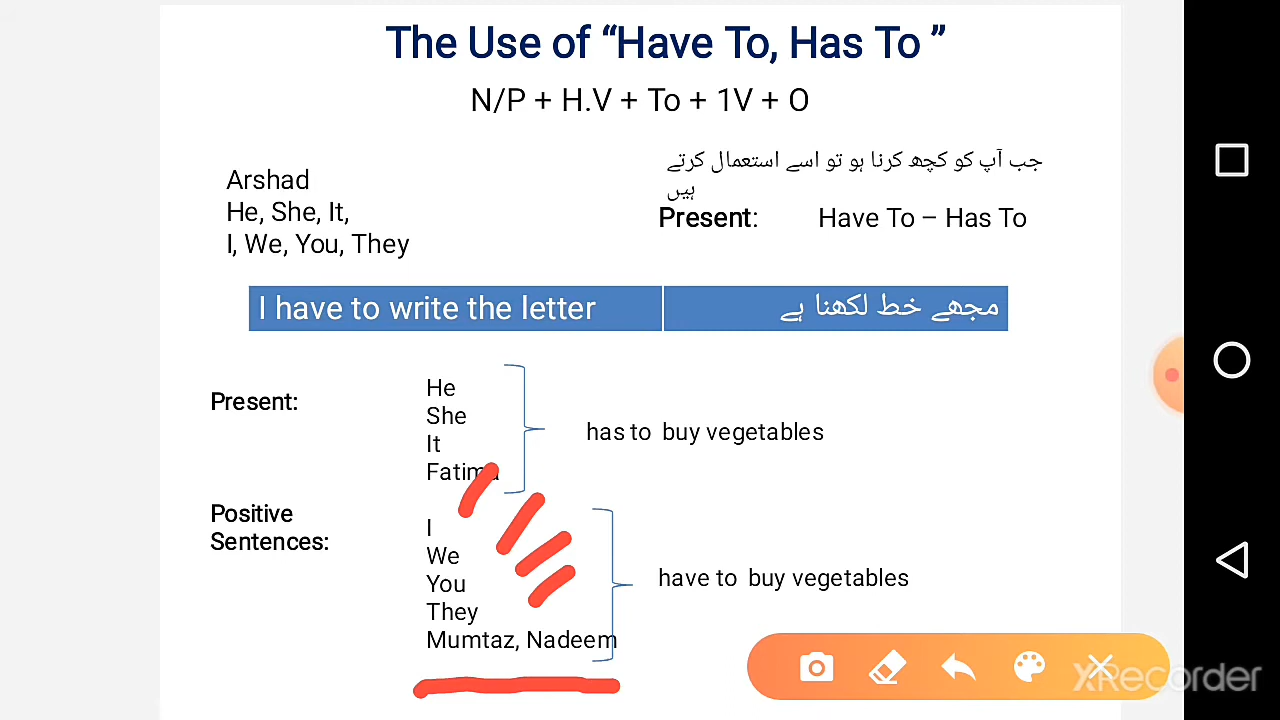 The Use of “Have To, Has To ”
N/P + H.V + To + 1V + O
جب آپ کو کچھ کرنا ہو تو اسے استعمال کرتے
ہیں
Arshad
He, She, It,
I, We, You, They
Present: Have To – Has To
I have to write the letter
مجھے خط لکھنا ہے
Present:
He
She
It
Fatima
has to buy vegetables
Positive
Sentences:
I
We
You
They
Mumtaz, Nadeem
have to buy vegetables
XRecorder